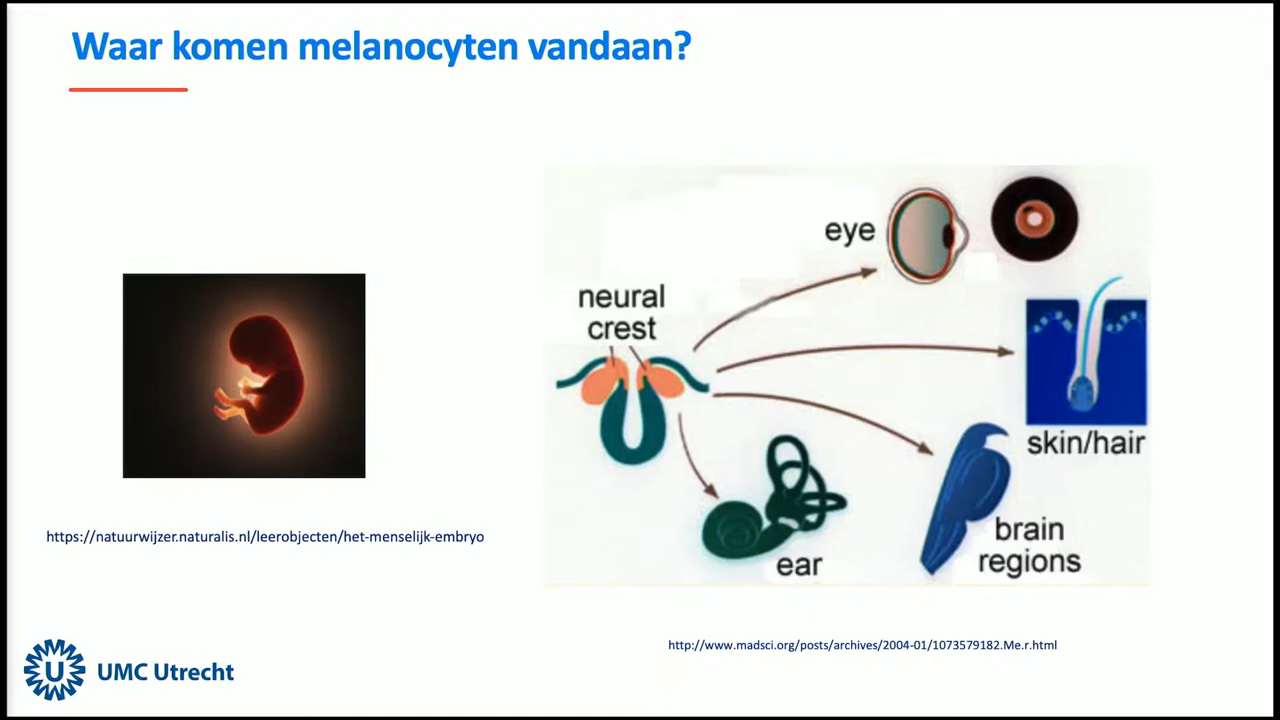 Waar komen melanocyten vandaan?
eye
neural
crest
skin/hair
brain
regions
ear
https://natuurwijzer.naturalis.nl/leerobjecten/het-menselijk-embryo
http://www.madsci.org/posts/archives/2004-01/1073579182.Me.r.html
U
UMC Utrecht